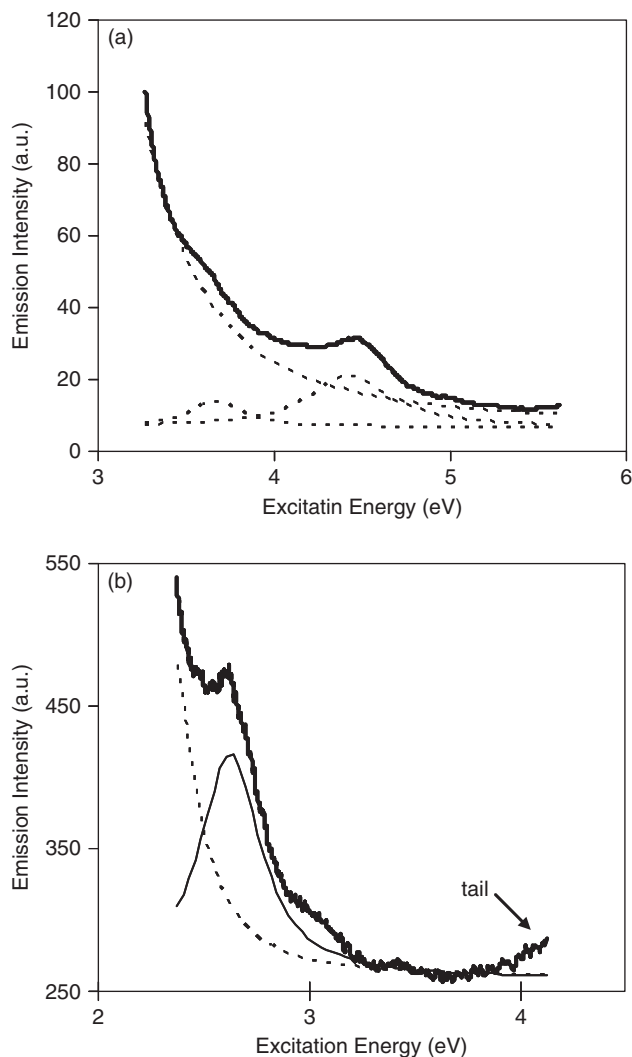 120
(a)
100
80
60
40
20
0
3
4
5
6
Emission Intensity (a.u.)
Excitatin Energy (eV)
550
(b)
450
350
250
tail
2
3
4
Emission Intensity (a.u.)
Excitation Energy (eV)